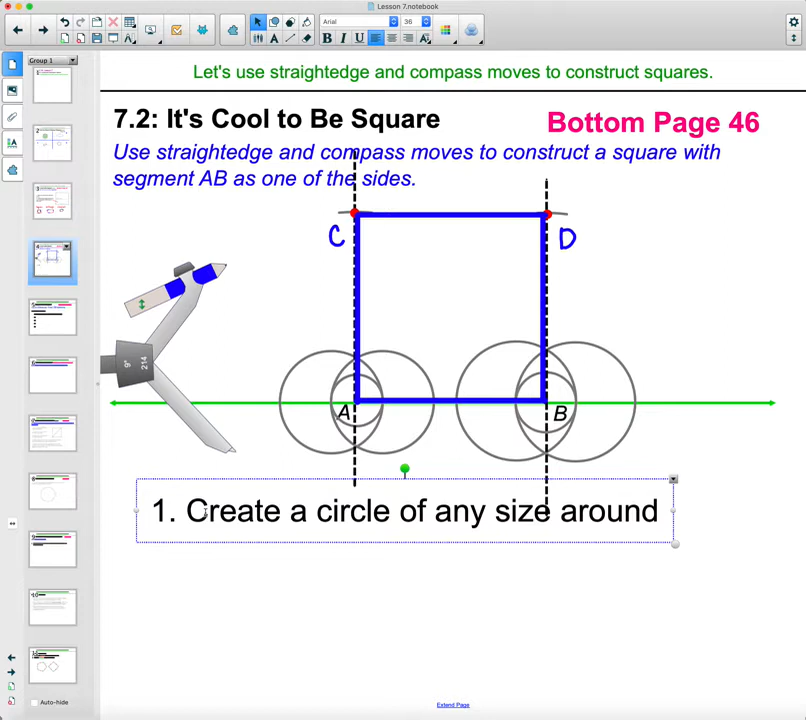 Lesson 7.notebook
Arial
36
B I U
Group 1
Let's use straightedge and compass moves to construct squares.
7.2: It's Cool to Be Square
Bottom Page 46
Use straightedge and compass moves to construct a square with
segment AB as one of the sides.
C
D
9°
214
A
B
1. Create a circle of any size around
Auto-hide
Extend Page